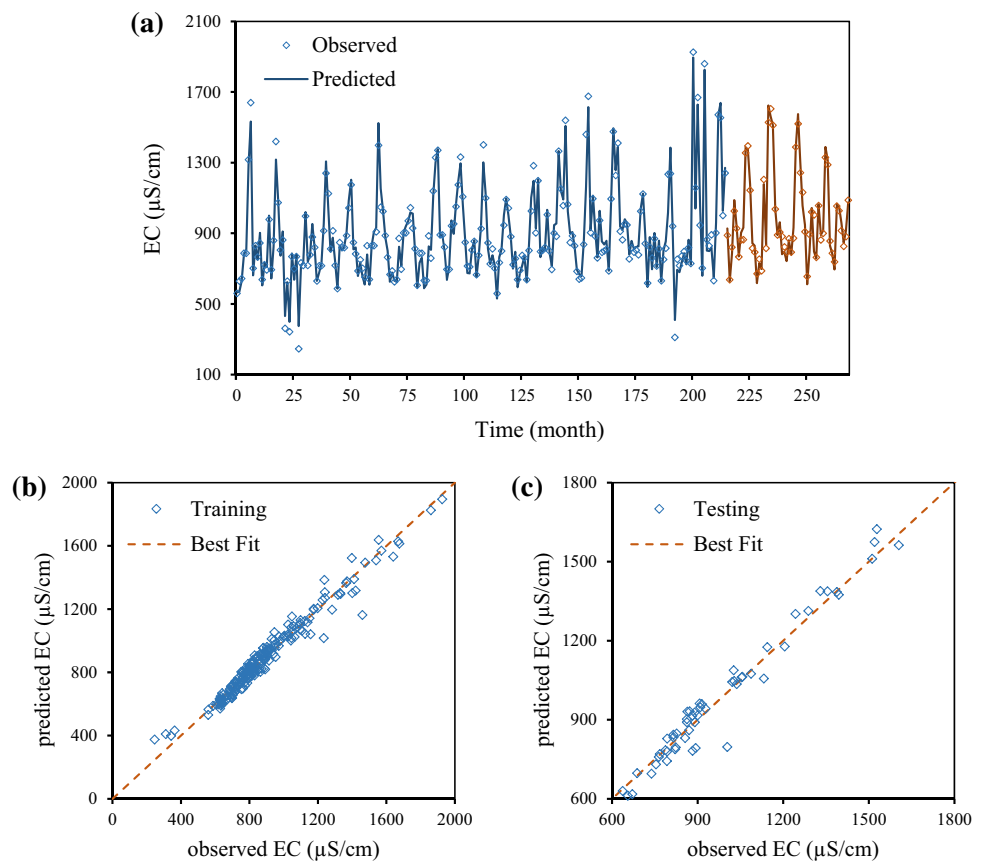 (a)
2100
1700
1300
900
500
100
EC (µS/cm)
Observed
Predicted
0 25 50 75 100 125 150 175 200 225 250
Time (month)
(b)
2000
1600
1200
800
400
0
predicted EC (µS/cm)
Training
Best Fit
0 400 800 1200 1600 2000
observed EC (µS/cm)
(c)
1800
1500
1200
900
600
predicted EC (µS/cm)
Testing
Best Fit
600 900 1200 1500 1800
observed EC (µS/cm)